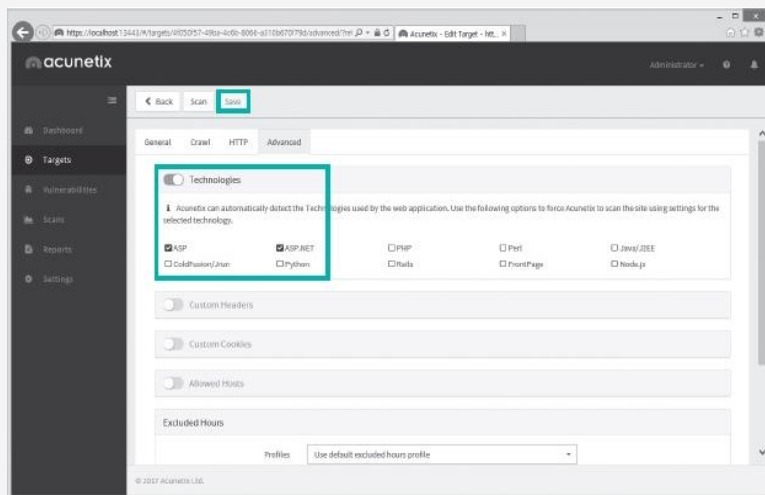 https://localhost:13443/#/targets/
Acunetix - Edit Target - htt...
acunetix
Administrator
Back
Scan
Save
Dashboard
Targets
Vulnerabilities
Scans
Reports
Settings
General
Crawl
HTTP
Advanced
Technologies
Acunetix can automatically detect the Technologies used by the web application. Use the following options to force Acunetix to scan the site using settings for the
selected technology.
ASP
ASP.NET
PHP
Perl
Java/J2EE
ColdFusion/Jrun
Python
Rails
FrontPage
Node.js
Custom Headers
Custom Cookies
Allowed Hosts
Excluded Hours
Profiles
Use default excluded hours profile
© 2017 Acunetix Ltd.